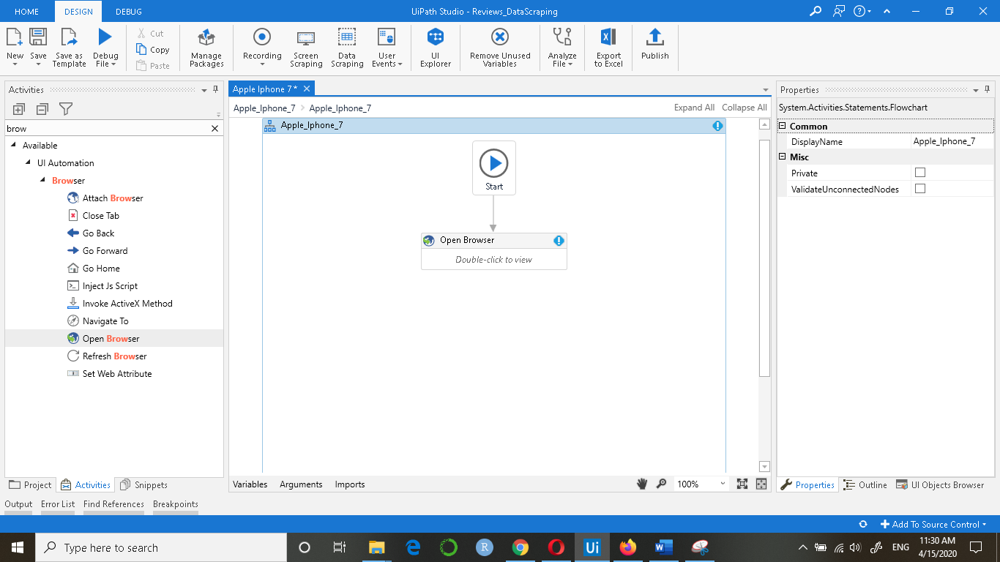 HOME DESIGN DEBUG UiPath Studio - Reviews_DataScraping
New Save Save as Template Debug File Cut Copy Paste Manage Packages Recording Screen Scraping Data Scraping User Events UI Explorer Remove Unused Variables Analyze File Export to Excel Publish
Activities
brow
Available
UI Automation
Browser
Attach Browser
Close Tab
Go Back
Go Forward
Go Home
Inject Js Script
Invoke ActiveX Method
Navigate To
Open Browser
Refresh Browser
Set Web Attribute
Project Activities Snippets
Apple Iphone 7*
Apple_Iphone_7 Apple_Iphone_7 Expand All Collapse All
Apple_Iphone_7
Start
Open Browser
Double-click to view
Variables Arguments Imports 100%
Properties
System.Activities.Statements.Flowchart
Common
DisplayName Apple_Iphone_7
Misc
Private
ValidateUnconnectedNodes
Properties Outline UI Objects Browser
Output Error List Find References Breakpoints
Add To Source Control
Type here to search R Ui W ENG 11:30 AM
4/15/2020